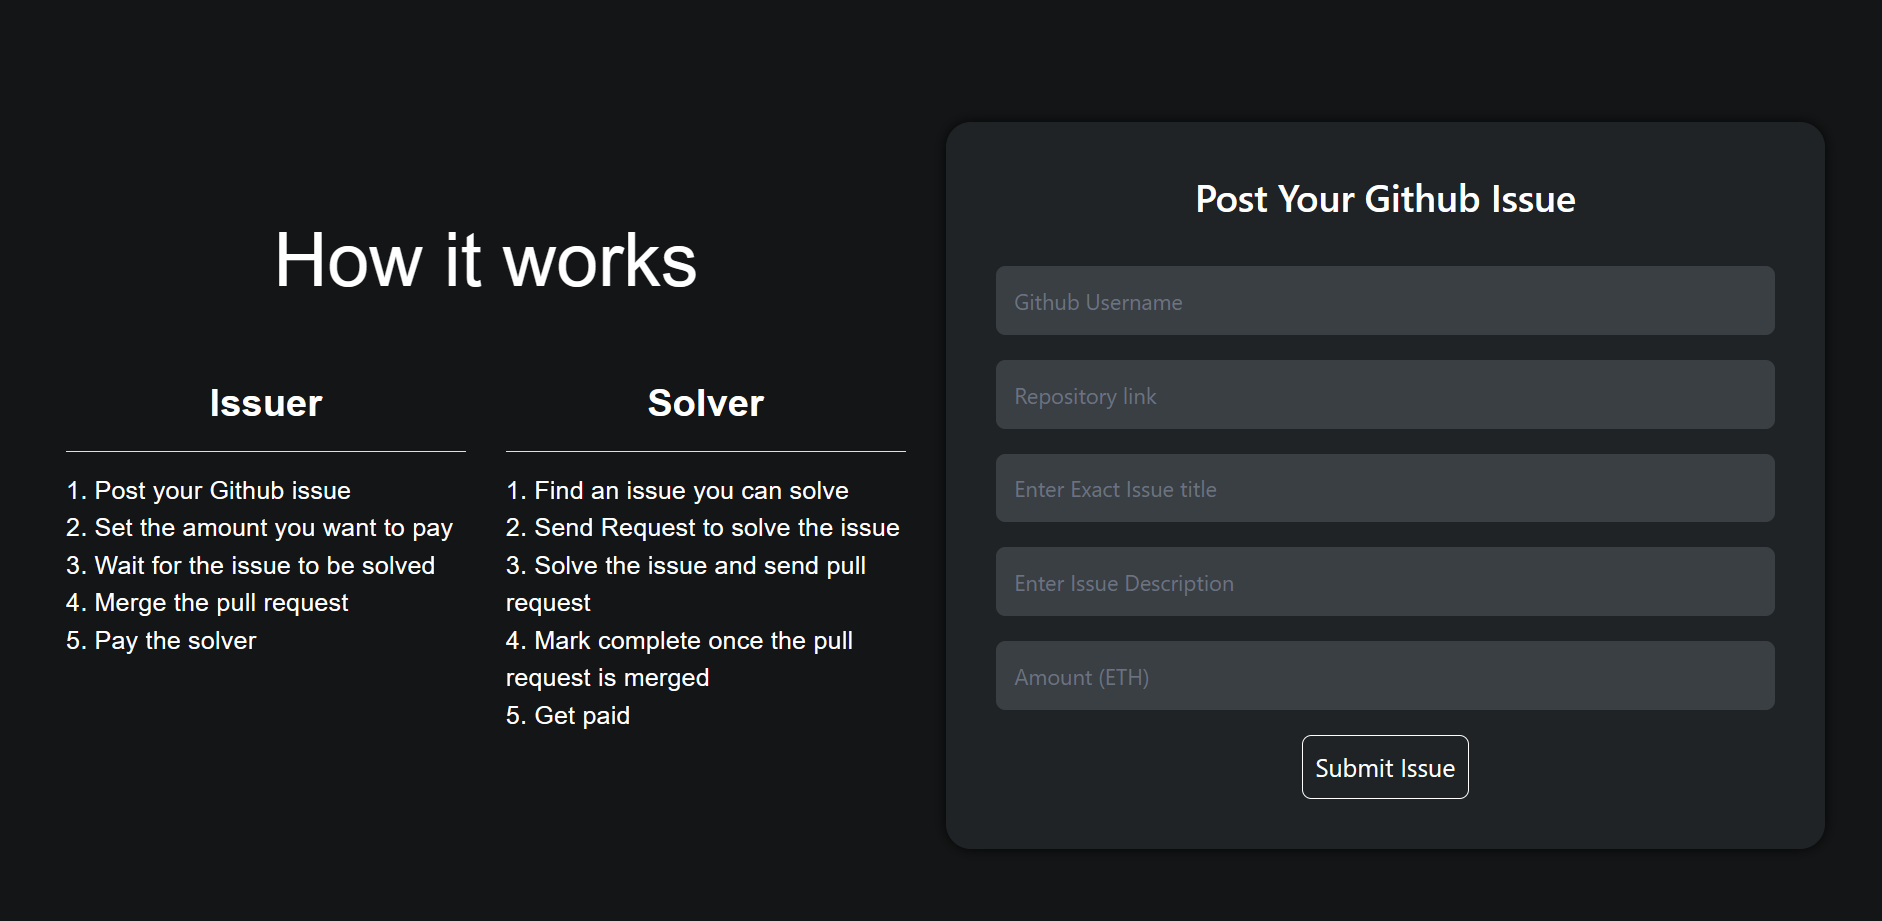 How it works
Issuer
1. Post your Github issue
2. Set the amount you want to pay
3. Wait for the issue to be solved
4. Merge the pull request
5. Pay the solver
Solver
1. Find an issue you can solve
2. Send Request to solve the issue
3. Solve the issue and send pull
request
4. Mark complete once the pull
request is merged
5. Get paid
Post Your Github Issue
Github Username
Repository link
Enter Exact Issue title
Enter Issue Description
Amount (ETH)
Submit Issue